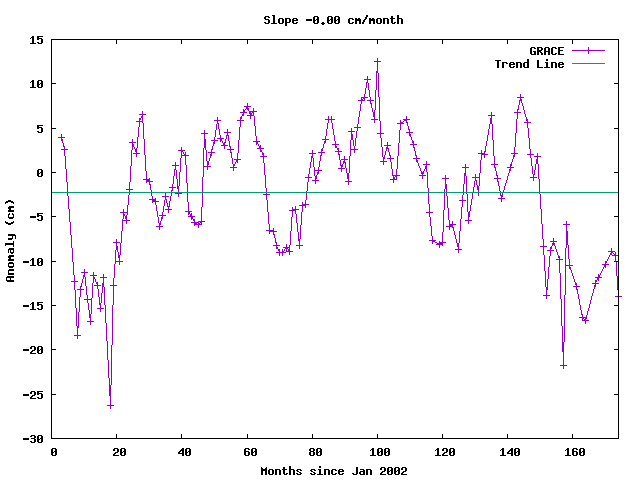 Slope -0.00 cm/month
15
10
5
0
-5
-10
-15
-20
-25
-30
Anomaly (cm)
GRACE
Trend Line
0 20 40 60 80 100 120 140 160
Months since Jan 2002